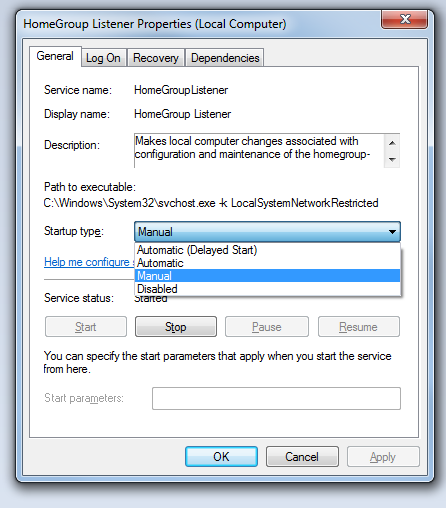 HomeGroup Listener Properties (Local Computer)
General Log On Recovery Dependencies
Service name: HomeGroupListener
Display name: HomeGroup Listener
Description: Makes local computer changes associated with
configuration and maintenance of the homegroup-
Path to executable:
C:\Windows\System32\svchost.exe -k LocalSystemNetworkRestricted
Startup type: Manual
Automatic (Delayed Start)
Help me configure
Automatic
Manual
Disabled
Service status: Started
Start Stop Pause Resume
You can specify the start parameters that apply when you start the service
from here.
Start parameters:
OK Cancel Apply